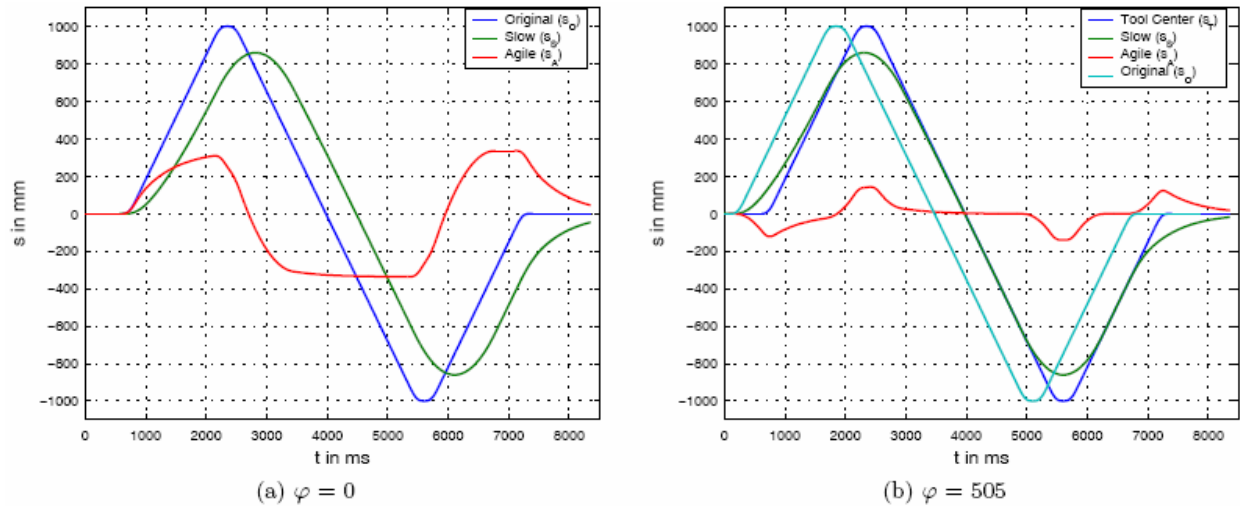 Original (s_O)
Slow (s_S)
Agile (s_A)
1000
800
600
400
200
0
−200
−400
−600
−800
−1000
s in mm
0 1000 2000 3000 4000 5000 6000 7000 8000
t in ms
(a) φ = 0
Tool Center (s_T)
Slow (s_S)
Agile (s_A)
Original (s_O)
1000
800
600
400
200
0
−200
−400
−600
−800
−1000
s in mm
0 1000 2000 3000 4000 5000 6000 7000 8000
t in ms
(b) φ = 505